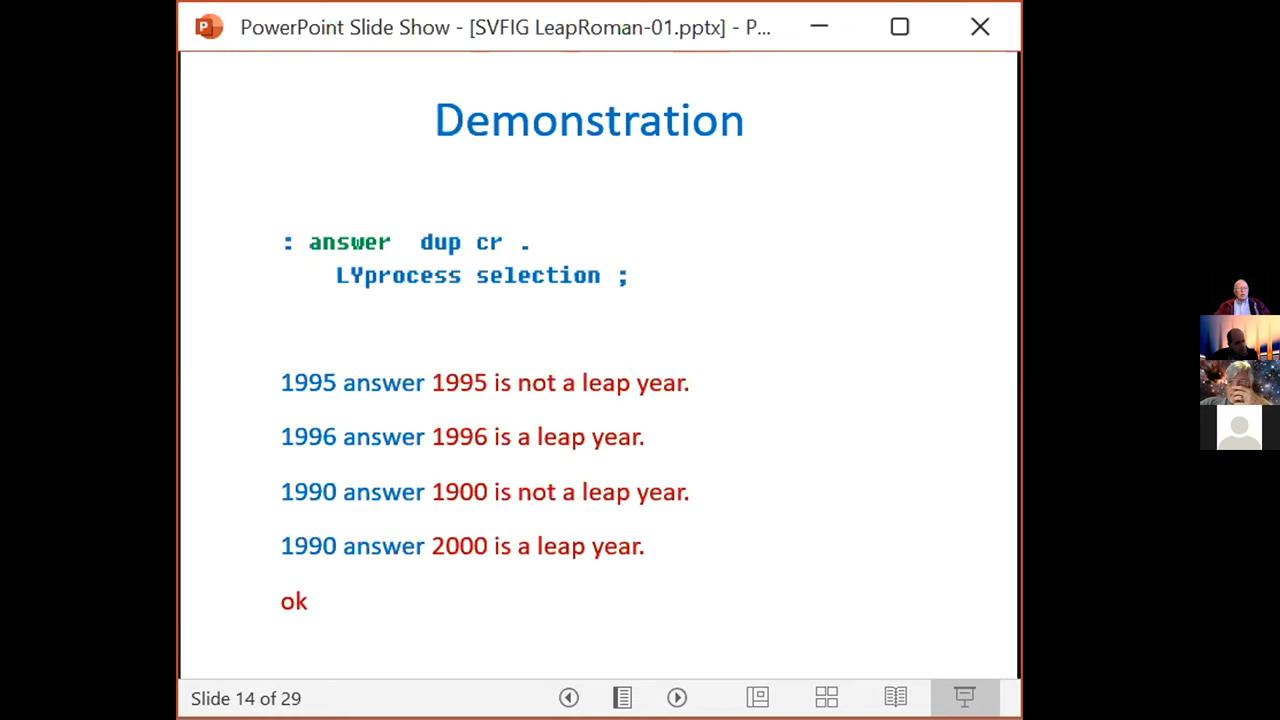 PowerPoint Slide Show - [SVFIG LeapRoman-01.pptx] - P...
Demonstration
: answer dup cr .
LYprocess selection ;
1995 answer 1995 is not a leap year.
1996 answer 1996 is a leap year.
1990 answer 1900 is not a leap year.
1990 answer 2000 is a leap year.
ok
Slide 14 of 29